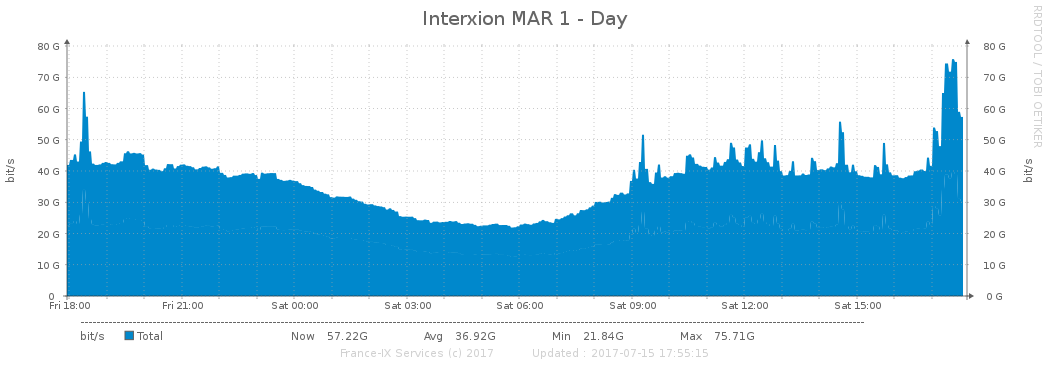 Interxion MAR 1 - Day
RRDTOOL / TOBI OETIKER
bit/s
80 G 80 G
70 G 70 G
60 G 60 G
50 G 50 G
40 G 40 G
30 G 30 G
20 G 20 G
10 G 10 G
0 0 G
bit/s
Fri 18:00 Fri 21:00 Sat 00:00 Sat 03:00 Sat 06:00 Sat 09:00 Sat 12:00 Sat 15:00
bit/s Total Now 57.22G Avg 36.92G Min 21.84G Max 75.71G
France-IX Services (c) 2017 Updated : 2017-07-15 17:55:15